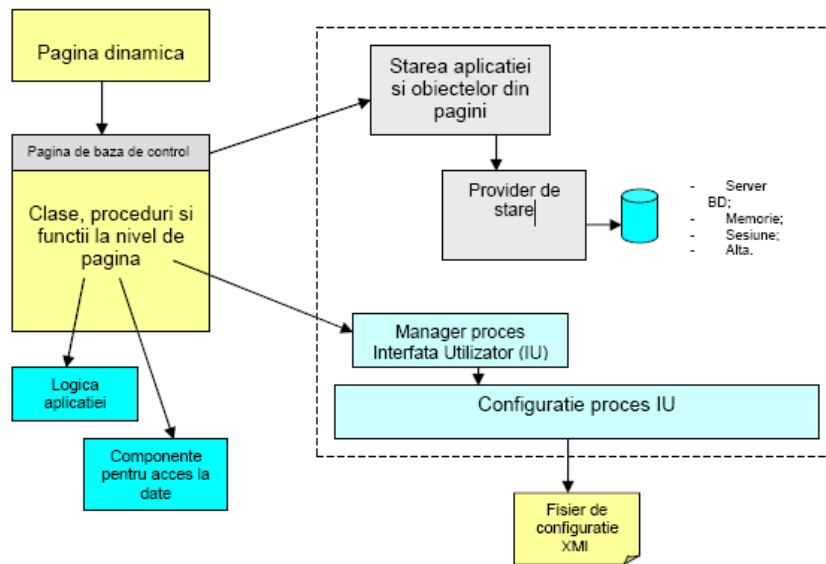 Pagina dinamica
Pagina de baza de control
Clase, proceduri si
functii la nivel de
pagina
Logica
aplicatiei
Componente
pentru acces la
date
Starea aplicatiei
si obiectelor din
pagini
Provider de
stare
- Server
BD;
- Memorie;
- Sesiune;
- Alta.
Manager proces
Interfata Utilizator (IU)
Configuratie proces IU
Fisier de
configuratie
XMl